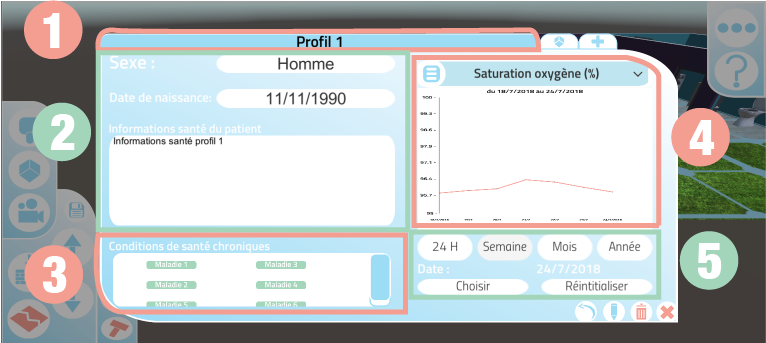 1
Profil 1
2
Sexe :
Homme
Date de naissance:
11/11/1990
Informations santé du patient
Informations santé profil 1
3
Conditions de santé chroniques
Maladie 1
Maladie 3
Maladie 2
Maladie 4
Maladie 5
Maladie 6
4
Saturation oxygène (%)
du 18/7/2018 au 24/7/2018
100
99.3
98.6
97.9
97.1
96.4
95.7
95
5
24 H
Semaine
Mois
Année
Date :
24/7/2018
Choisir
Réintitialiser
?